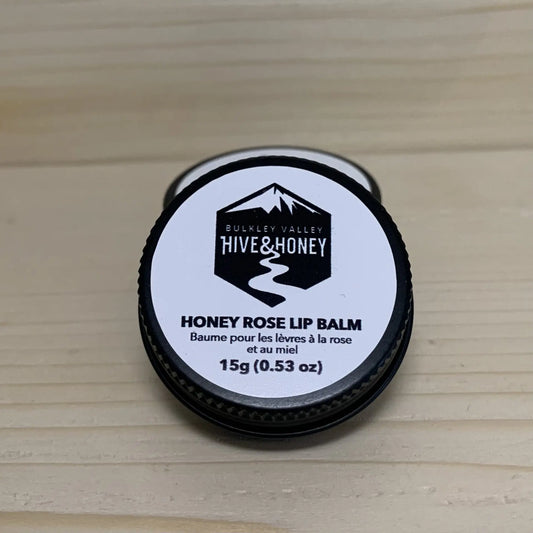 BULKLEY VALLEY
HIVE&HONEY
HONEY ROSE LIP BALM
Baume pour les lèvres à la rose
et au miel
15g (0.53 oz)